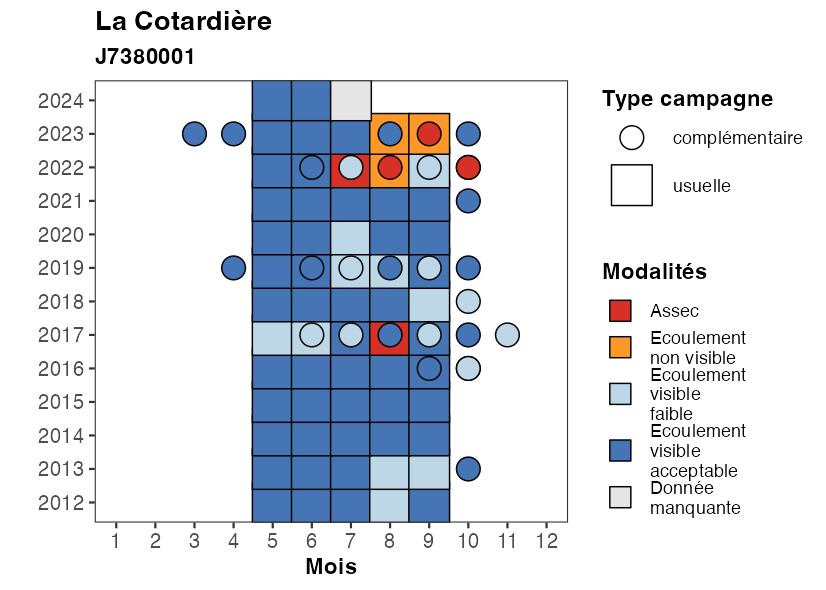 La Cotardière
J7380001
2024
2023
2022
2021
2020
2019
2018
2017
2016
2015
2014
2013
2012
1 2 3 4 5 6 7 8 9 10 11 12
Mois
Type campagne
complémentaire
usuelle
Modalités
Assec
Ecoulement
non visible
Ecoulement
visible
faible
Ecoulement
visible
acceptable
Donnée
manquante